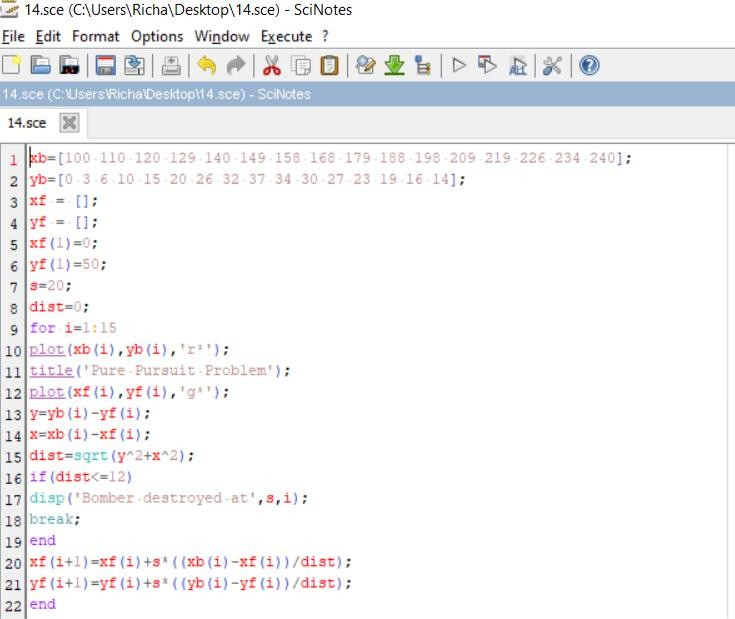 14.sce (C:\Users\Richa\Desktop\14.sce) - SciNotes
File Edit Format Options Window Execute ?
14.sce (C:\Users\Richa\Desktop\14.sce) - SciNotes
14.sce
1 xb=[100 110 120 129 140 149 158 168 179 188 198 209 219 226 234 240];
2 yb=[0 3 6 10 15 20 26 32 37 34 30 27 23 19 16 14];
3 xf = [];
4 yf = [];
5 xf(1)=0;
6 yf(1)=50;
7 s=20;
8 dist=0;
9 for i=1:15
10 plot(xb(i),yb(i),'r*');
11 title('Pure Pursuit Problem');
12 plot(xf(i),yf(i),'g*');
13 y=yb(i)-yf(i);
14 x=xb(i)-xf(i);
15 dist=sqrt(y^2+x^2);
16 if(dist<=12)
17 disp('Bomber destroyed at',s,i);
18 break;
19 end
20 xf(i+1)=xf(i)+s*((xb(i)-xf(i))/dist);
21 yf(i+1)=yf(i)+s*((yb(i)-yf(i))/dist);
22 end